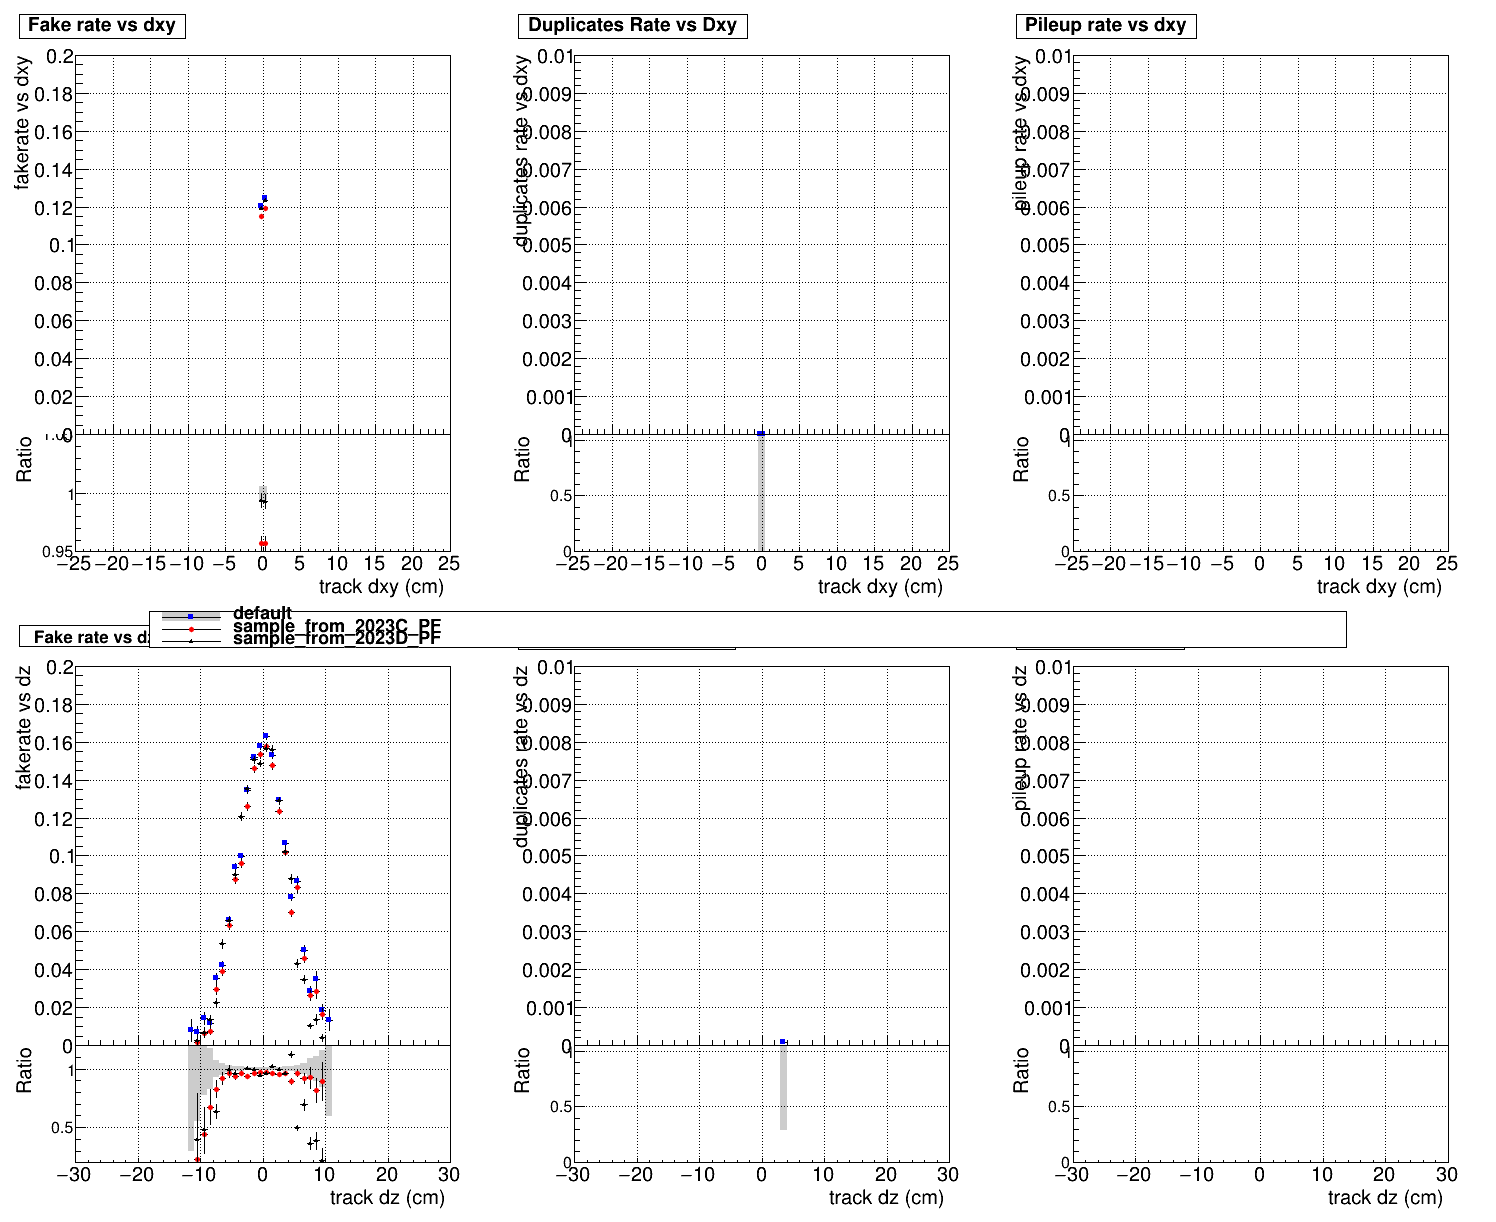 Fake rate vs dxy
Duplicates Rate vs Dxy
Pileup rate vs dxy
fakerate vs dxy
0.2
0.18
0.16
0.14
0.12
0.1
0.08
0.06
0.04
0.02
0
Ratio
1
0.95
−25 −20 −15 −10 −5 0 5 10 15 20 25
track dxy (cm)
duplicates rate vs dxy
0.01
0.009
0.008
0.007
0.006
0.005
0.004
0.003
0.002
0.001
0
Ratio
1
0.5
0
−25 −20 −15 −10 −5 0 5 10 15 20 25
track dxy (cm)
pileup rate vs dxy
0.01
0.009
0.008
0.007
0.006
0.005
0.004
0.003
0.002
0.001
0
Ratio
1
0.5
0
−25 −20 −15 −10 −5 0 5 10 15 20 25
track dxy (cm)
default
sample_from_2023C_PF
sample_from_2023D_PF
Fake rate vs dz
fakerate vs dz
0.2
0.18
0.16
0.14
0.12
0.1
0.08
0.06
0.04
0.02
0
Ratio
1
0.5
−30 −20 −10 0 10 20 30
track dz (cm)
duplicates rate vs dz
0.01
0.009
0.008
0.007
0.006
0.005
0.004
0.003
0.002
0.001
0
Ratio
1
0.5
0
−30 −20 −10 0 10 20 30
track dz (cm)
pileup rate vs dz
0.01
0.009
0.008
0.007
0.006
0.005
0.004
0.003
0.002
0.001
0
Ratio
1
0.5
0
−30 −20 −10 0 10 20 30
track dz (cm)